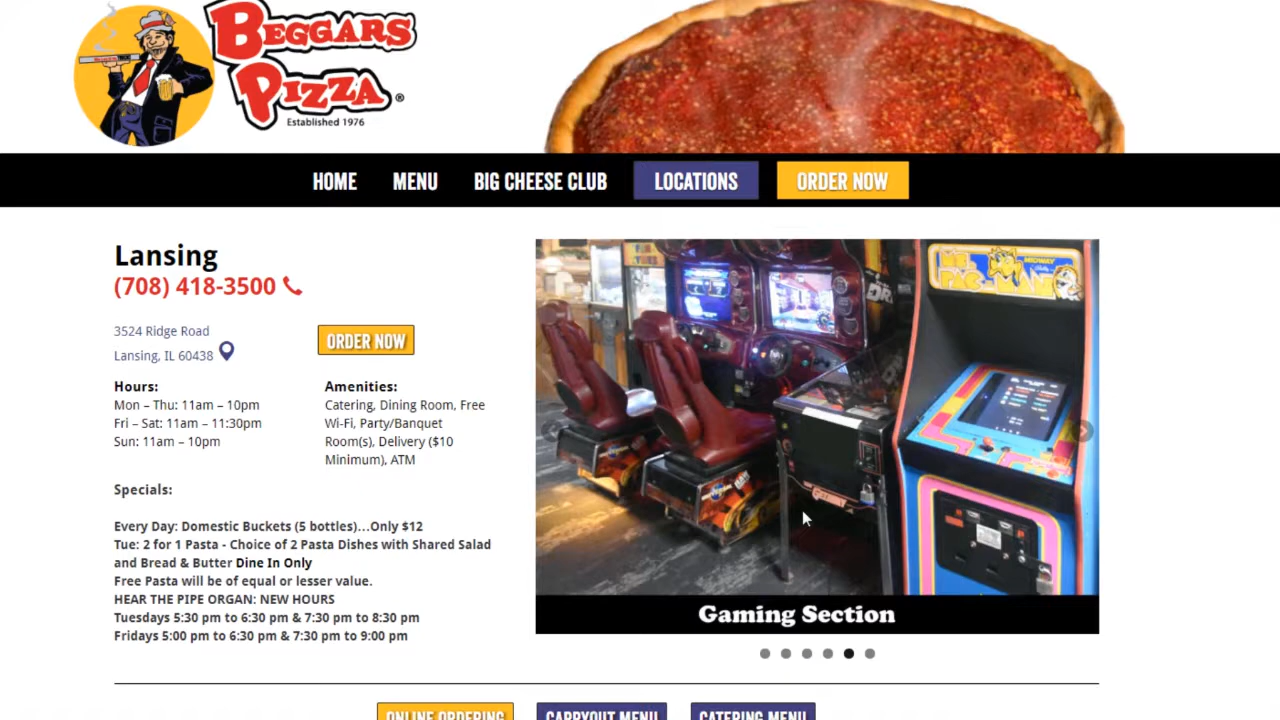 BEGGARS
PIZZA®
Established 1976
HOME MENU BIG CHEESE CLUB LOCATIONS ORDER NOW
Lansing
(708) 418-3500
3524 Ridge Road
Lansing, IL 60438
ORDER NOW
Hours:
Mon – Thu: 11am – 10pm
Fri – Sat: 11am – 11:30pm
Sun: 11am – 10pm
Amenities:
Catering, Dining Room, Free
Wi-Fi, Party/Banquet
Room(s), Delivery ($10
Minimum), ATM
Specials:
Every Day: Domestic Buckets (5 bottles)...Only $12
Tue: 2 for 1 Pasta - Choice of 2 Pasta Dishes with Shared Salad
and Bread & Butter Dine In Only
Free Pasta will be of equal or lesser value.
HEAR THE PIPE ORGAN: NEW HOURS
Tuesdays 5:30 pm to 6:30 pm & 7:30 pm to 8:30 pm
Fridays 5:00 pm to 6:30 pm & 7:30 pm to 9:00 pm
MIDWAY
MS. PAC-MAN
Gaming Section
ONLINE ORDERING CARRYOUT MENU CATERING MENU